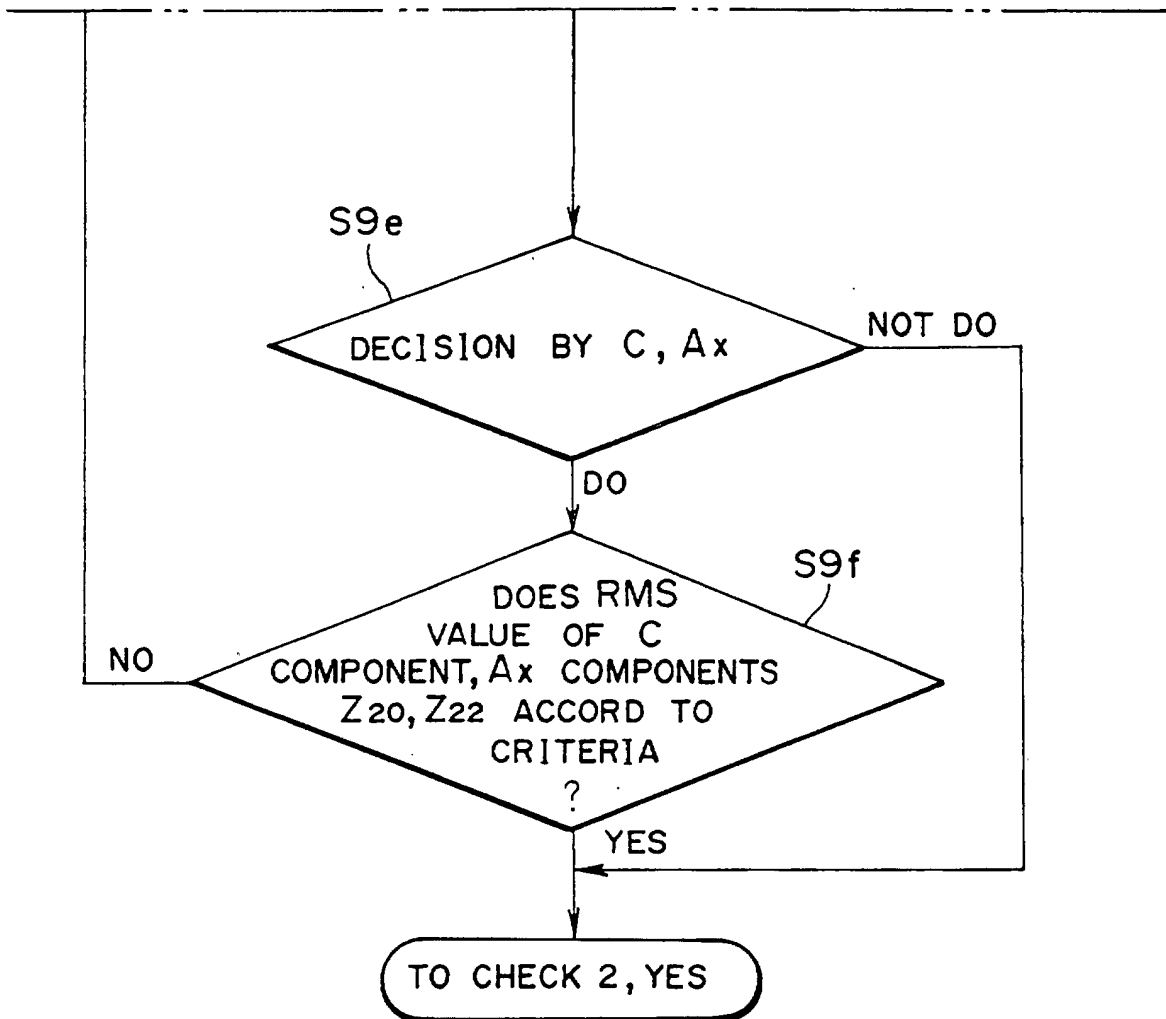 S9e
DECISION BY C, Ax
NOT DO
DO
S9f
DOES RMS
VALUE OF C
COMPONENT, Ax COMPONENTS
Z20, Z22 ACCORD TO
CRITERIA
?
NO
YES
TO CHECK 2, YES